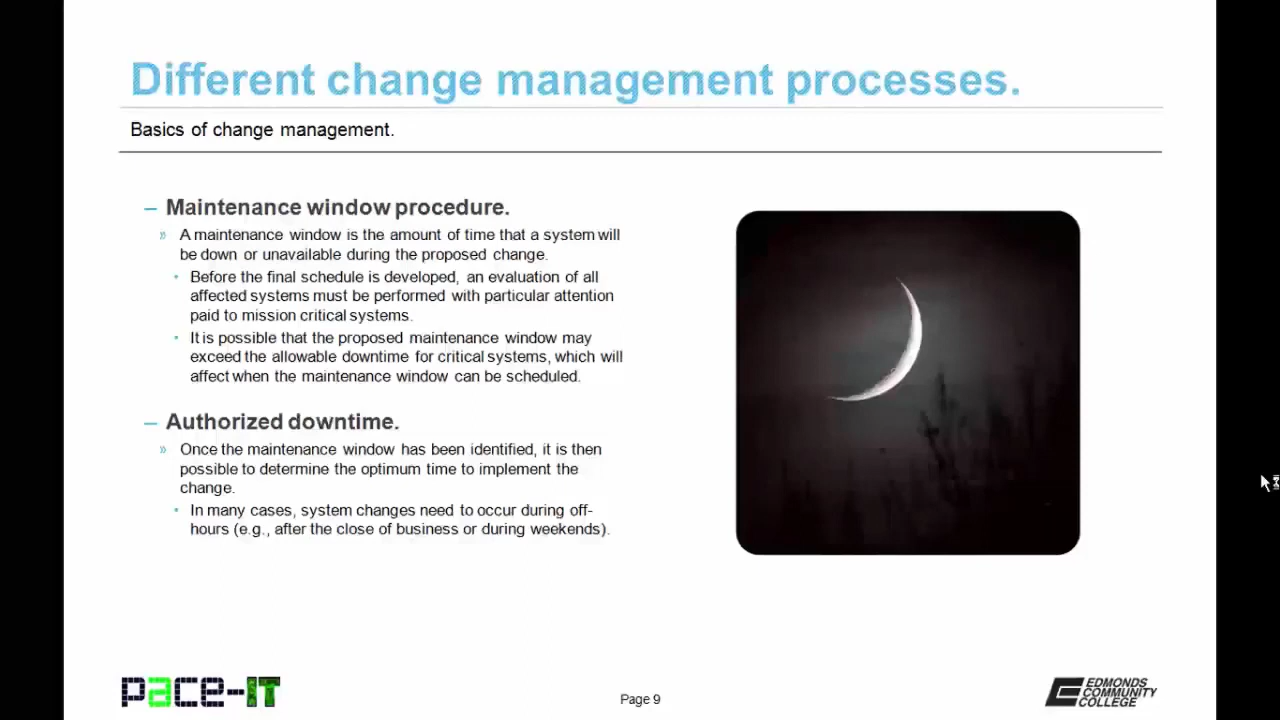 Different change management processes.
Basics of change management.
– Maintenance window procedure.
» A maintenance window is the amount of time that a system will
be down or unavailable during the proposed change.
• Before the final schedule is developed, an evaluation of all
affected systems must be performed with particular attention
paid to mission critical systems.
• It is possible that the proposed maintenance window may
exceed the allowable downtime for critical systems, which will
affect when the maintenance window can be scheduled.
– Authorized downtime.
» Once the maintenance window has been identified, it is then
possible to determine the optimum time to implement the
change.
• In many cases, system changes need to occur during off-
hours (e.g., after the close of business or during weekends).
pace-IT
Page 9
EDMONDS
COMMUNITY
COLLEGE